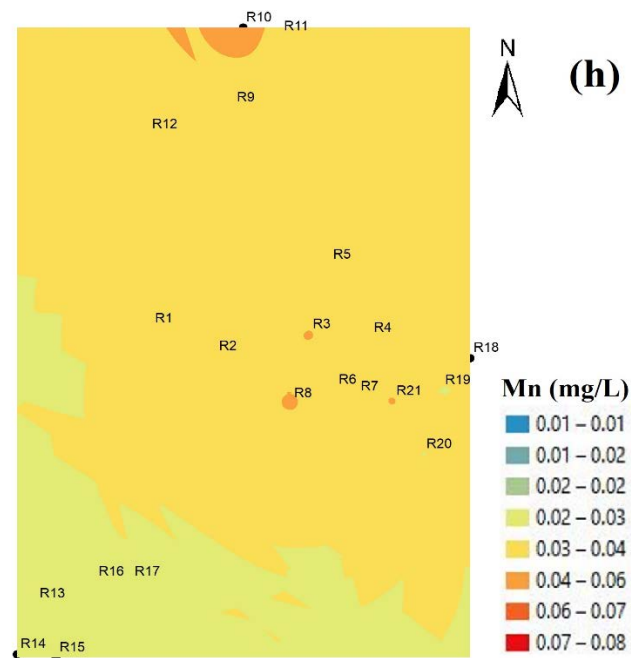 R10
R11
N
(h)
R9
R12
R5
R1
R3
R4
R2
R18
R6
R7
R19
R8
R21
Mn (mg/L)
0.01 – 0.01
0.01 – 0.02
R20
0.02 – 0.02
0.02 – 0.03
0.03 – 0.04
0.04 – 0.06
0.06 – 0.07
0.07 – 0.08
R16
R17
R13
R14
R15